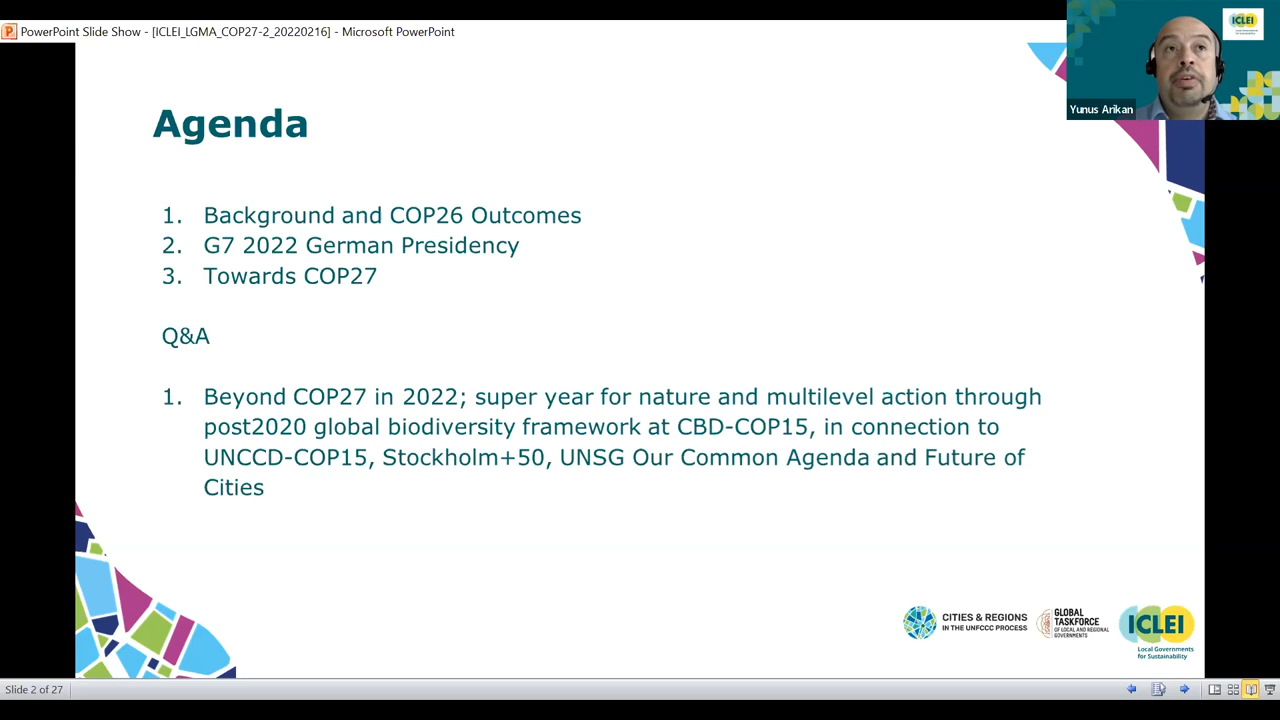 PowerPoint Slide Show - [ICLEI_LGMA_COP27-2_20220216] - Microsoft PowerPoint
ICLEI
Yunus Arikan
Agenda
1. Background and COP26 Outcomes
2. G7 2022 German Presidency
3. Towards COP27
Q&A
1. Beyond COP27 in 2022; super year for nature and multilevel action through
post2020 global biodiversity framework at CBD-COP15, in connection to
UNCCD-COP15, Stockholm+50, UNSG Our Common Agenda and Future of
Cities
CITIES & REGIONS
IN THE UNFCCC PROCESS
GLOBAL
TASKFORCE
OF LOCAL AND REGIONAL
GOVERNMENTS
ICLEI
Local Governments
for Sustainability
Slide 2 of 27